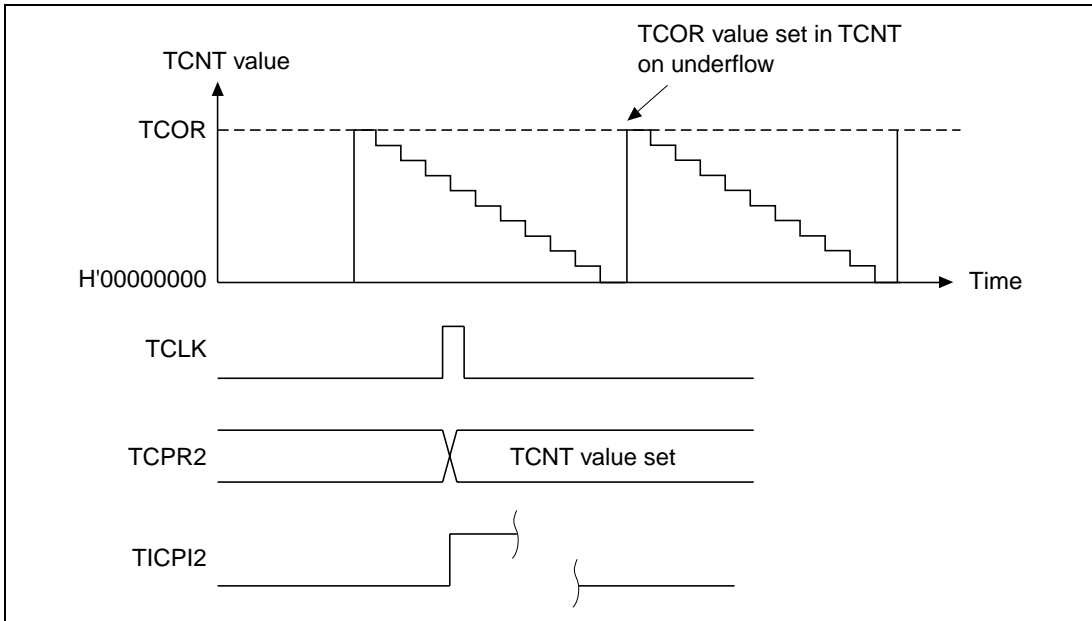 TCOR value set in TCNT
on underflow
TCNT value
TCOR
H'00000000
Time
TCLK
TCPR2
TCNT value set
TICPI2